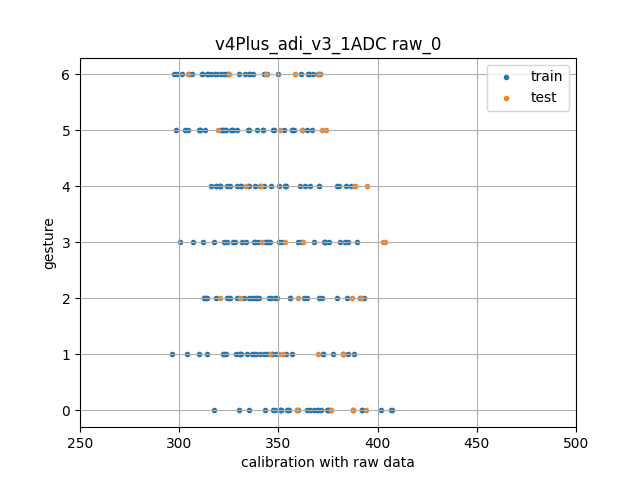 v4Plus_adi_v3_1ADC raw_0
train
test
6
5
4
3
2
1
0
gesture
250 300 350 400 450 500
calibration with raw data